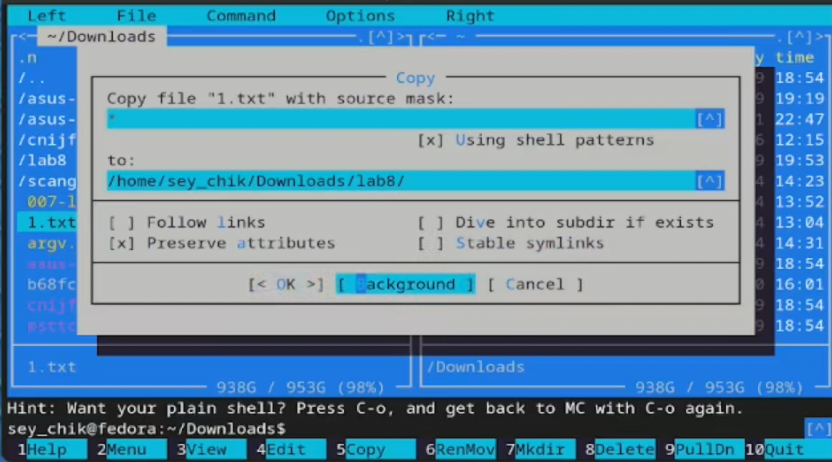 Left File Command Options Right
<─ ~/Downloads .[^]> <─ ~ .[^]>
.n y time
/.. 18:54
/asus- 19:19
/asus- 22:47
/cnijf 12:15
/lab8 19:53
/scang 14:23
007-l 13:52
1.txt 13:04
argv. 14:31
asus- 18:54
b68fc 16:01
cnijf 18:54
18:54
Copy
Copy file "1.txt" with source mask:
* [^]
[x] Using shell patterns
to:
/home/sey_chik/Downloads/lab8/ [^]
[ ] Follow links [ ] Dive into subdir if exists
[x] Preserve attributes [ ] Stable symlinks
[< OK >] [ Background ] [ Cancel ]
1.txt /Downloads
938G / 953G (98%) 938G / 953G (98%)
Hint: Want your plain shell? Press C-o, and get back to MC with C-o again.
sey_chik@fedora:~/Downloads$ [^]
1Help 2Menu 3View 4Edit 5Copy 6RenMov 7Mkdir 8Delete 9PullDn 10Quit